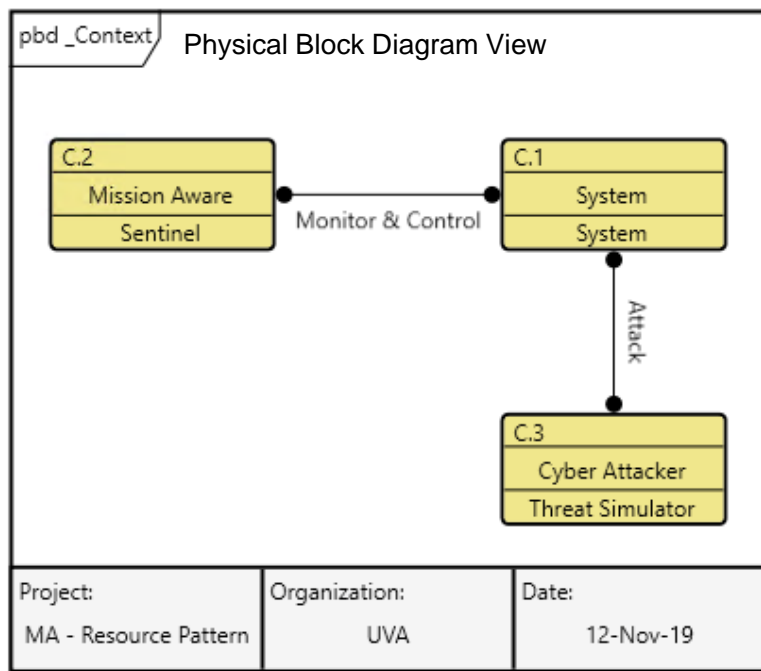 pbd _Context
Physical Block Diagram View
C.2
Mission Aware
Sentinel
Monitor & Control
C.1
System
System
Attack
C.3
Cyber Attacker
Threat Simulator
Project:
MA - Resource Pattern
Organization:
UVA
Date:
12-Nov-19